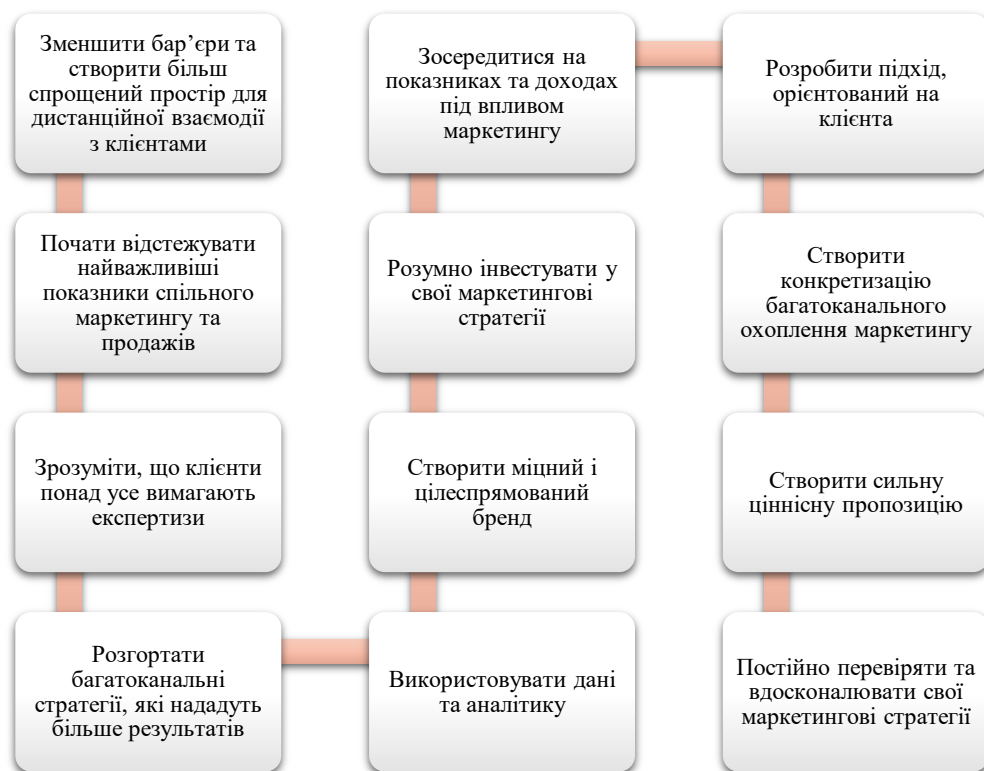 Зменшити бар’єри та
створити більш
спрощений простір для
дистанційної взаємодії
з клієнтами
Почати відстежувати
найважливіші
показники спільного
маркетингу та
продажів
Зрозуміти, що клієнти
понад усе вимагають
експертизи
Розгортати
багатоканальні
стратегії, які нададуть
більше результатів
Використовувати дані
та аналітику
Створити міцний і
цілеспрямований
бренд
Розумно інвестувати у
свої маркетингові
стратегії
Зосередитися на
показниках та доходах
під впливом
маркетингу
Розробити підхід,
орієнтований на
клієнта
Створити
конкретизацію
багатоканального
охоплення маркетингу
Створити сильну
ціннісну пропозицію
Постійно перевіряти та
вдосконалювати свої
маркетингові стратегії